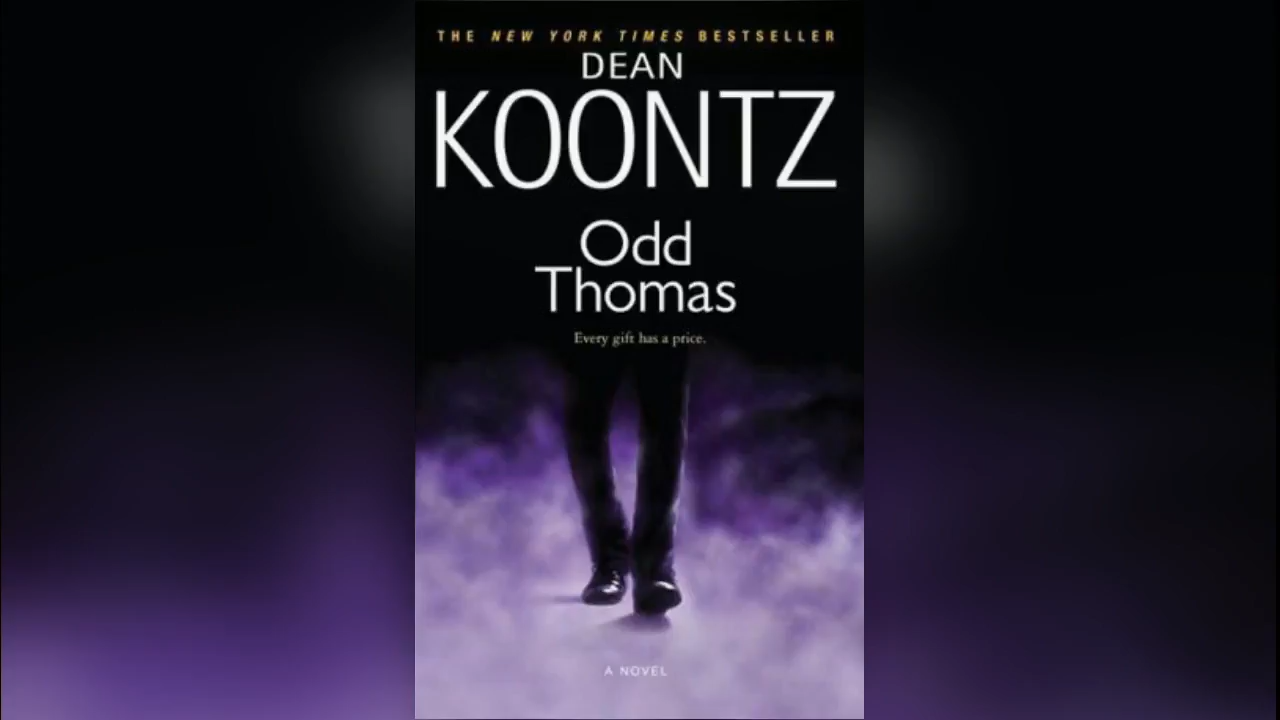 THE NEW YORK TIMES BESTSELLER
DEAN
KOONTZ
Odd
Thomas
Every gift has a price.
A NOVEL